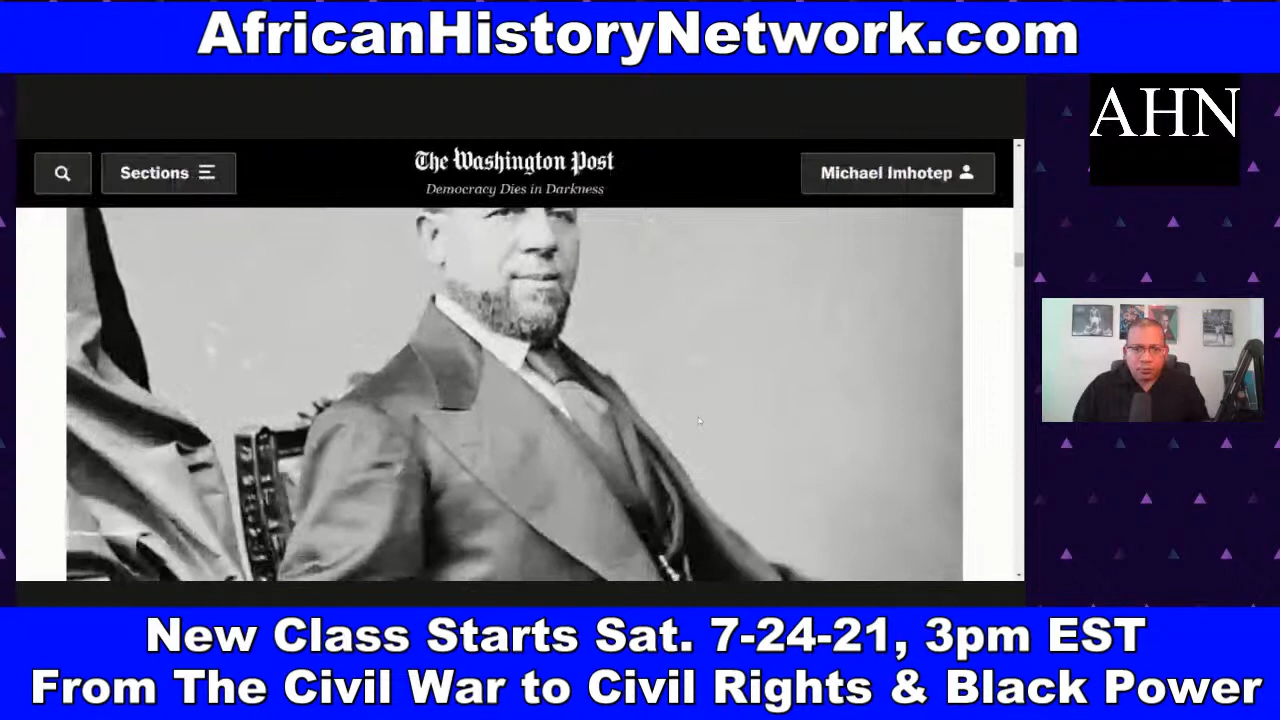 AfricanHistoryNetwork.com
AHN
Sections
The Washington Post
Democracy Dies in Darkness
Michael Imhotep
New Class Starts Sat. 7-24-21, 3pm EST
From The Civil War to Civil Rights & Black Power